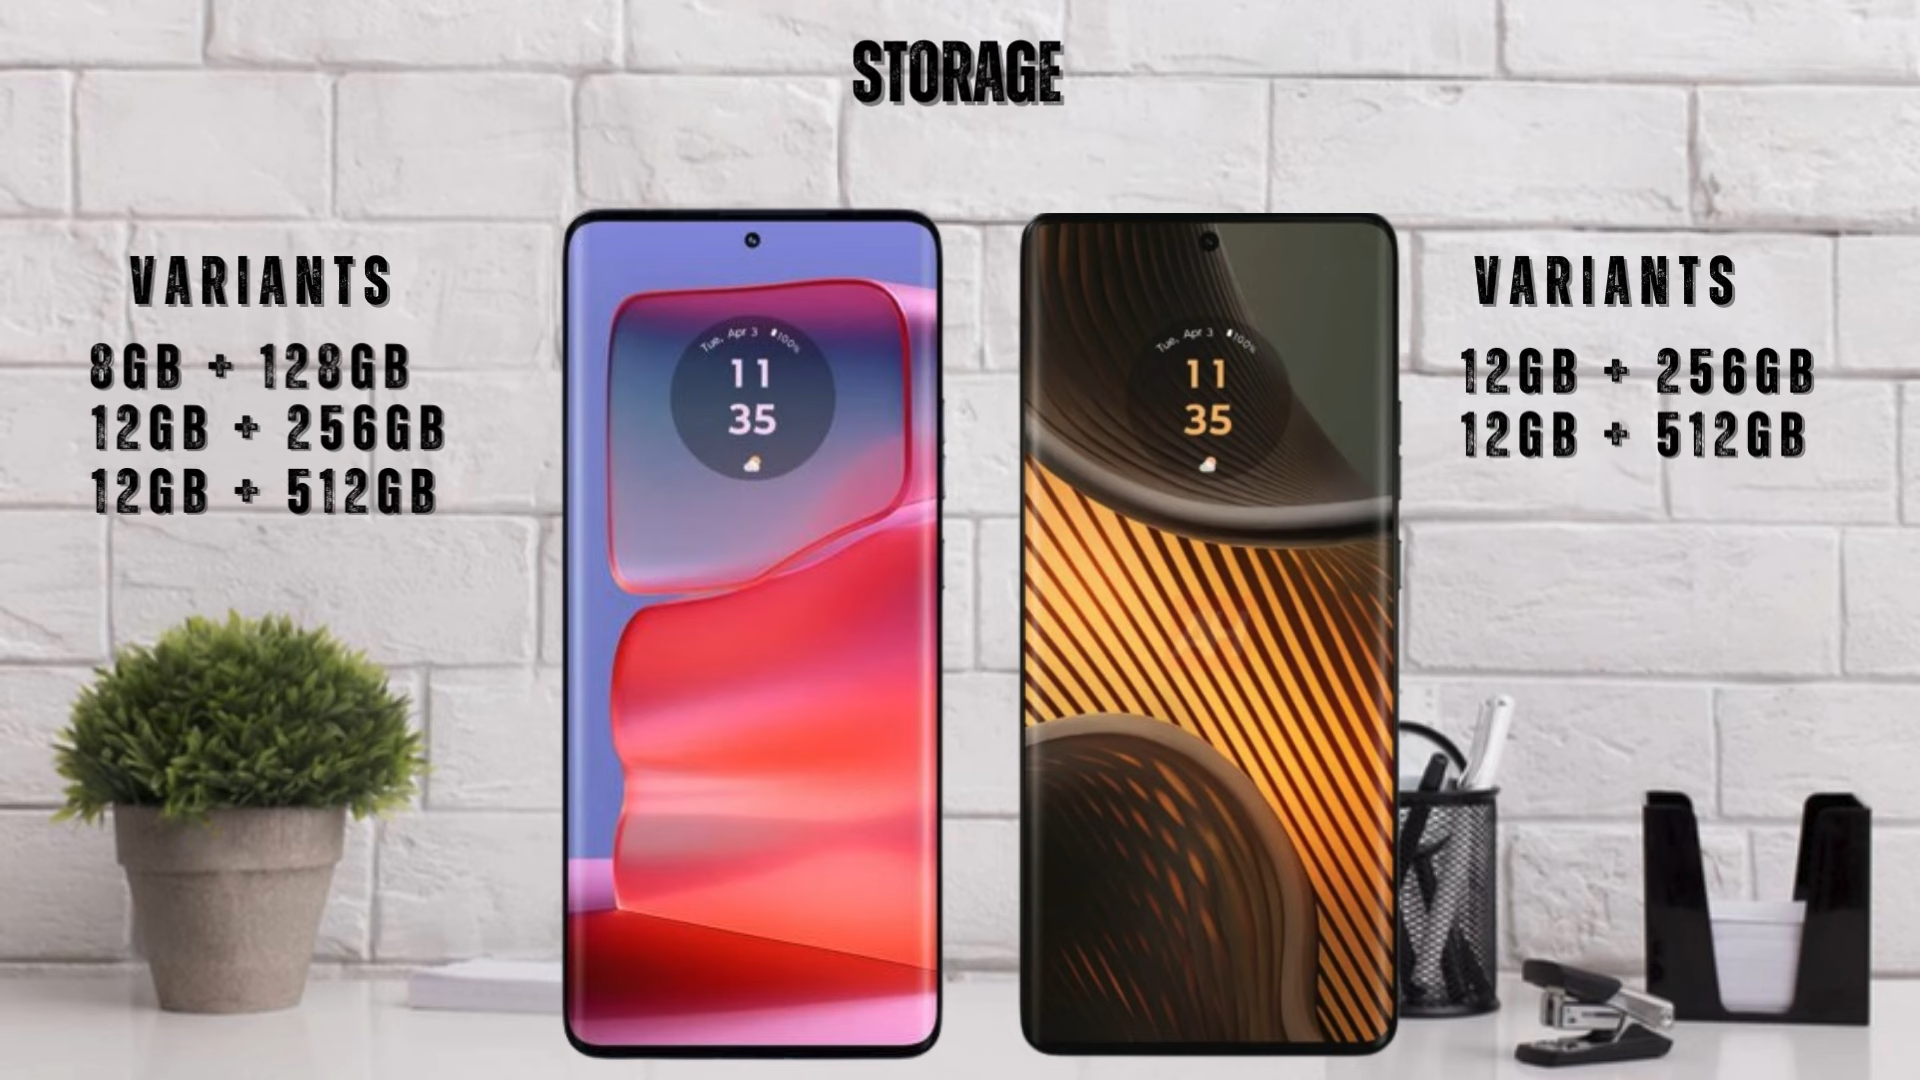 STORAGE
VARIANTS
8GB + 128GB
12GB + 256GB
12GB + 512GB
Tue, Apr 3 100%
11
35
Tue, Apr 3 100%
11
35
VARIANTS
12GB + 256GB
12GB + 512GB